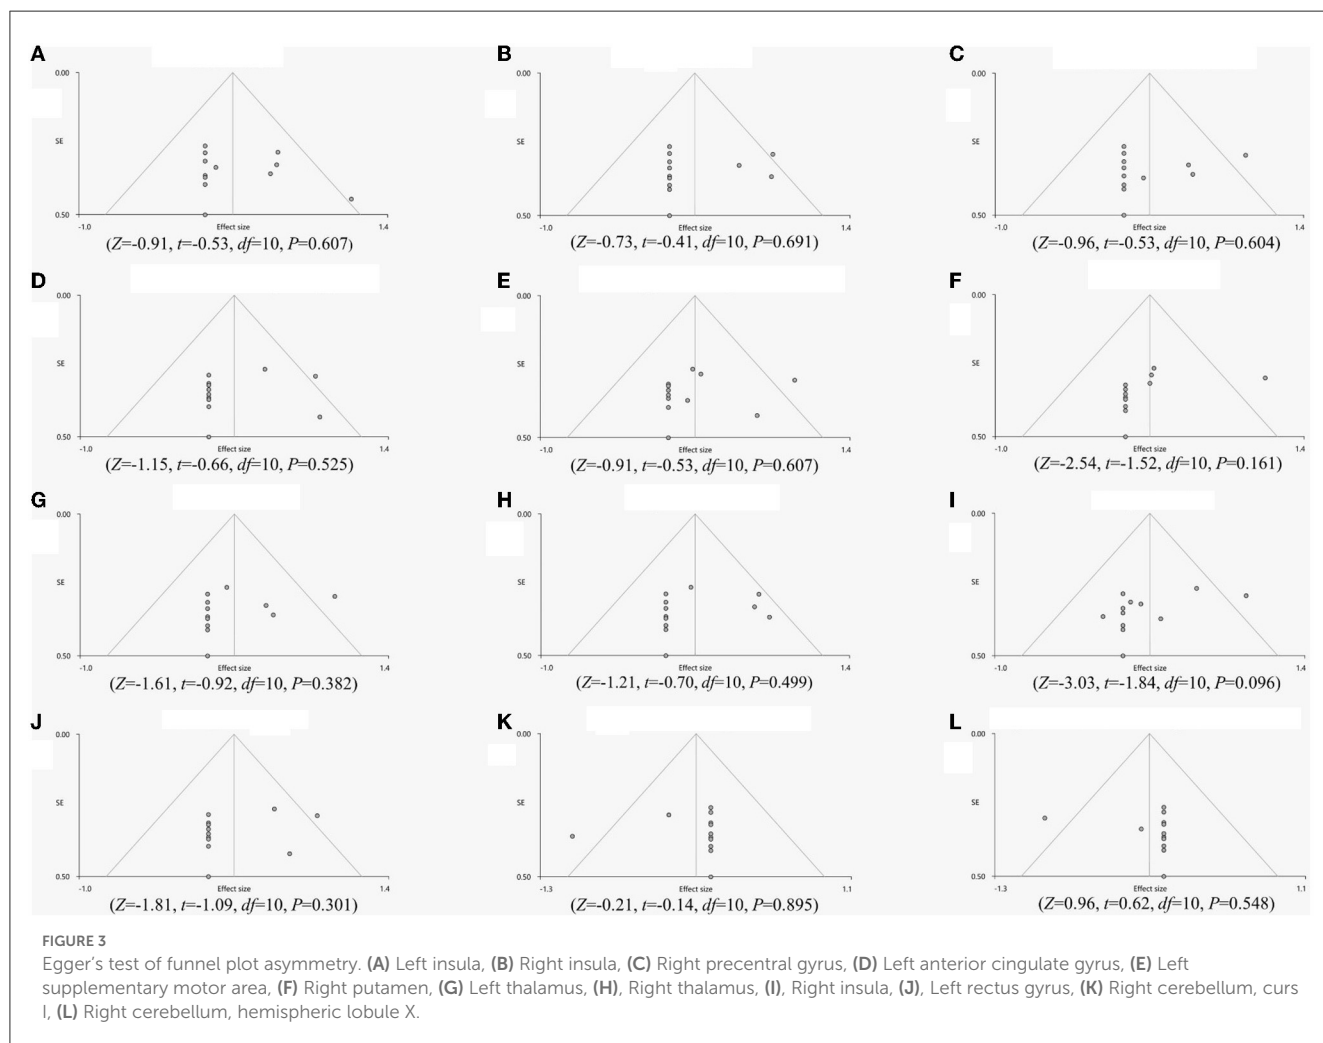 A B C
0.00 0.00 0.00
SE SE SE
0.50 0.50 0.50
-1.0 Effect size 1.4 -1.0 Effect size 1.4 -1.0 Effect size 1.4
(Z=-0.91, t=-0.53, df=10, P=0.607) (Z=-0.73, t=-0.41, df=10, P=0.691) (Z=-0.96, t=-0.53, df=10, P=0.604)
D E F
0.00 0.00 0.00
SE SE SE
0.50 0.50 0.50
-1.0 Effect size 1.4 -1.0 Effect size 1.4 -1.0 Effect size 1.4
(Z=-1.15, t=-0.66, df=10, P=0.525) (Z=-0.91, t=-0.53, df=10, P=0.607) (Z=-2.54, t=-1.52, df=10, P=0.161)
G H I
0.00 0.00 0.00
SE SE SE
0.50 0.50 0.50
-1.0 Effect size 1.4 -1.0 Effect size 1.4 -1.0 Effect size 1.4
(Z=-1.61, t=-0.92, df=10, P=0.382) (Z=-1.21, t=-0.70, df=10, P=0.499) (Z=-3.03, t=-1.84, df=10, P=0.096)
J K L
0.00 0.00 0.00
SE SE SE
0.50 0.50 0.50
-1.0 Effect size 1.4 -1.3 Effect size 1.1 -1.3 Effect size 1.1
(Z=-1.81, t=-1.09, df=10, P=0.301) (Z=-0.21, t=-0.14, df=10, P=0.895) (Z=0.96, t=0.62, df=10, P=0.548)
FIGURE 3
Egger's test of funnel plot asymmetry. (A) Left insula, (B) Right insula, (C) Right precentral gyrus, (D) Left anterior cingulate gyrus, (E) Left
supplementary motor area, (F) Right putamen, (G) Left thalamus, (H), Right thalamus, (I), Right insula, (J), Left rectus gyrus, (K) Right cerebellum, curs
I, (L) Right cerebellum, hemispheric lobule X.